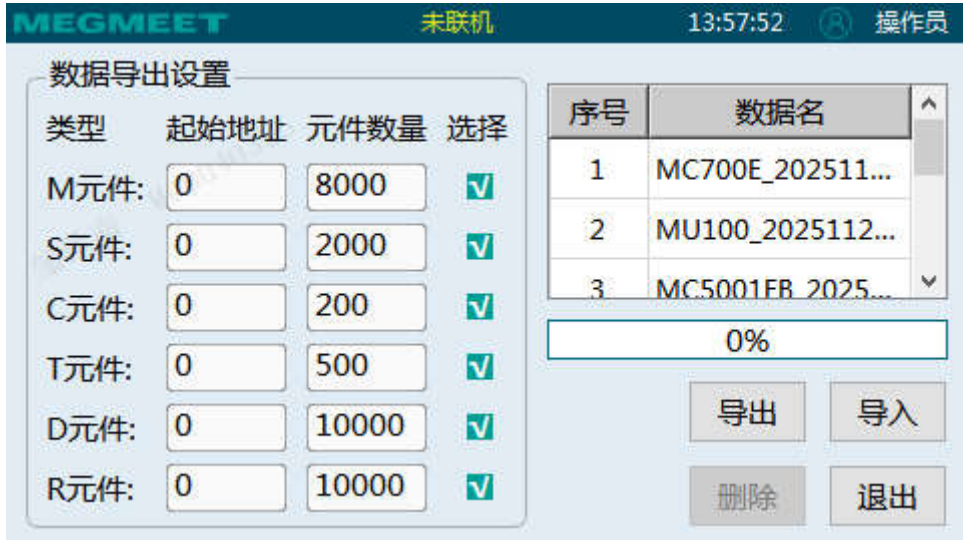 MEGMEET 未联机 13:57:52 操作员
数据导出设置
类型 起始地址 元件数量 选择
M元件: 0 8000 √
S元件: 0 2000 √
C元件: 0 200 √
T元件: 0 500 √
D元件: 0 10000 √
R元件: 0 10000 √
序号 数据名
1 MC700E_202511...
2 MU100_2025112...
3 MC5001EB_2025...
0%
导出 导入
删除 退出